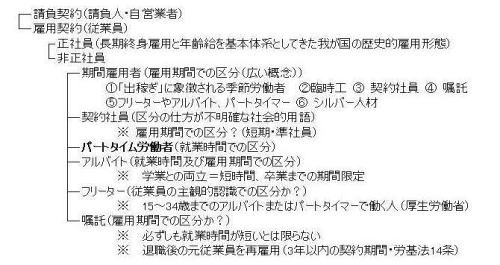 請負契約(請負人・自営業者)
雇用契約(従業員)
正社員(長期終身雇用と年齢給を基本体系としてきた我が国の歴史的雇用形態)
非正社員
期間雇用者(雇用期間での区分(広い概念))
①「出稼ぎ」に象徴される季節労働者 ②臨時工 ③ 契約社員 ④ 嘱託
⑤フリーターやアルバイト、パートタイマー ⑥ シルバー人材
契約社員(区分の仕方が不明確な社会的用語)
※ 雇用期間での区分?(短期・準社員)
パートタイム労働者(就業時間での区分)
アルバイト(就業時間及び雇用期間での区分)
※ 学業との両立=短時間、卒業までの期間限定
フリーター(従業員の主観的認識での区分か?)
※ 15~34歳までのアルバイトまたはパートタイマーで働く人(厚生労働省)
嘱託(雇用期間での区分か?)
※ 必ずしも就業時間が短いとは限らない
※ 退職後の元従業員を再雇用(3年以内の契約期間・労基法14条)